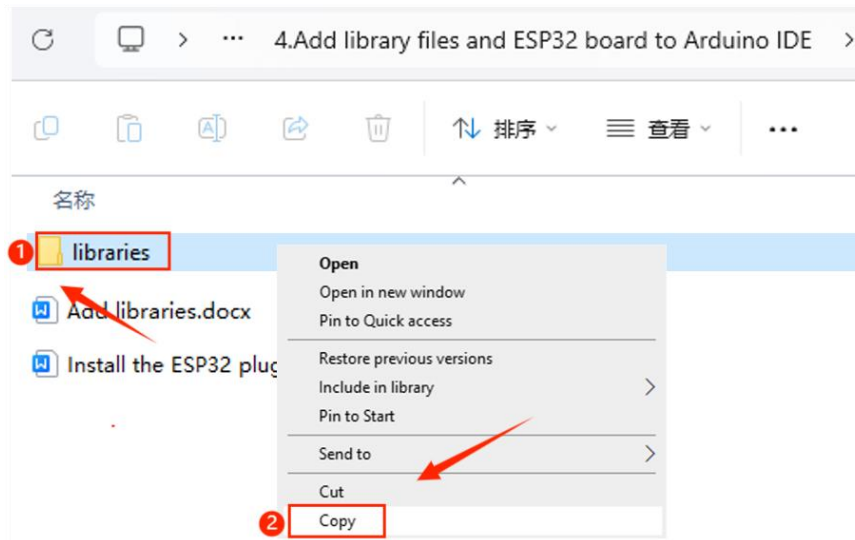 4.Add library files and ESP32 board to Arduino IDE
排序 查看
名称
1 libraries
Add libraries.docx
Install the ESP32 plug
Open
Open in new window
Pin to Quick access
Restore previous versions
Include in library
Pin to Start
Send to
Cut
2 Copy